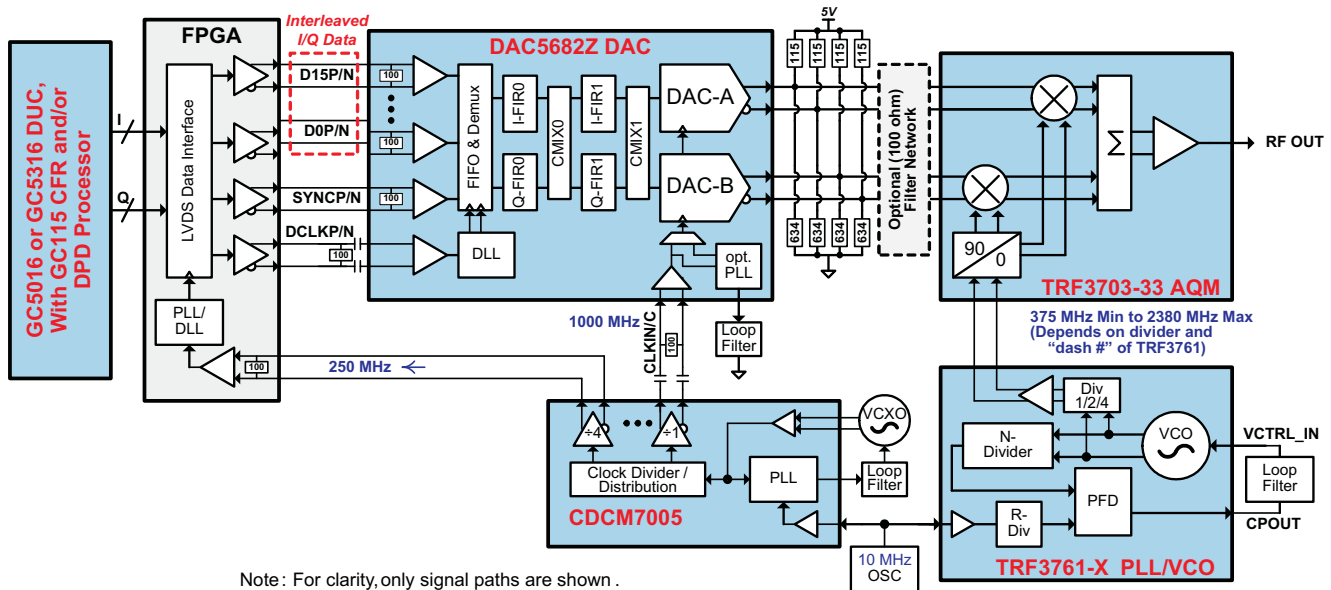 GC5016 or GC5316 DUC,
With GC115 CFR and/or
DPD Processor
I
Q
FPGA
LVDS Data Interface
PLL/
DLL
100
Interleaved
I/Q Data
D15P/N
D0P/N
SYNCP/N
DCLKP/N
100
DAC5682Z DAC
100
100
100
FIFO & Demux
I-FIR0
Q-FIR0
CMIX0
I-FIR1
Q-FIR1
CMIX1
DAC-A
DAC-B
DLL
opt.
PLL
Loop
Filter
1000 MHz
CLKIN/C
100
250 MHz
5V
115
115
115
115
634
634
634
634
Optional (100 ohm)
Filter Network
Σ
90
0
RF OUT
TRF3703-33 AQM
375 MHz Min to 2380 MHz Max
(Depends on divider and
“dash #” of TRF3761)
÷4
÷1
Clock Divider /
Distribution
PLL
VCXO
Loop
Filter
CDCM7005
10 MHz
OSC
Div
1/2/4
N-
Divider
VCO
VCTRL_IN
Loop
Filter
CPOUT
PFD
R-
Div
TRF3761-X PLL/VCO
Note: For clarity, only signal paths are shown.